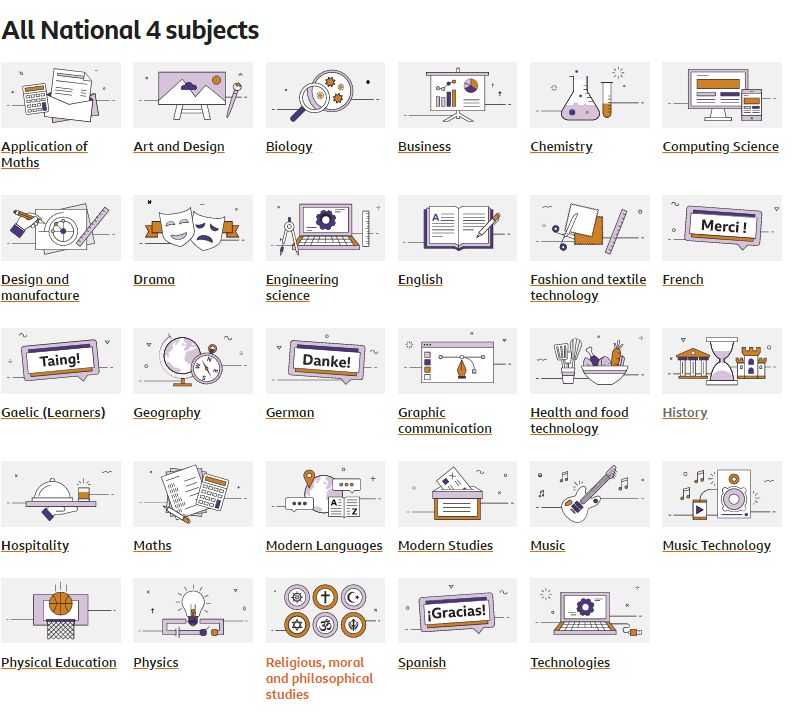 All National 4 subjects
Application of
Maths
Art and Design
Biology
Business
Chemistry
Computing Science
Design and
manufacture
Drama
Engineering
science
A
English
Fashion and textile
technology
Merci !
French
Taing!
Gaelic (Learners)
N
E
S
W
Geography
Danke!
German
Graphic
communication
Health and food
technology
History
Hospitality
Maths
A
Z
Modern Languages
Modern Studies
Music
Music Technology
Physical Education
Physics
Religious, moral
and philosophical
studies
¡Gracias!
Spanish
Technologies